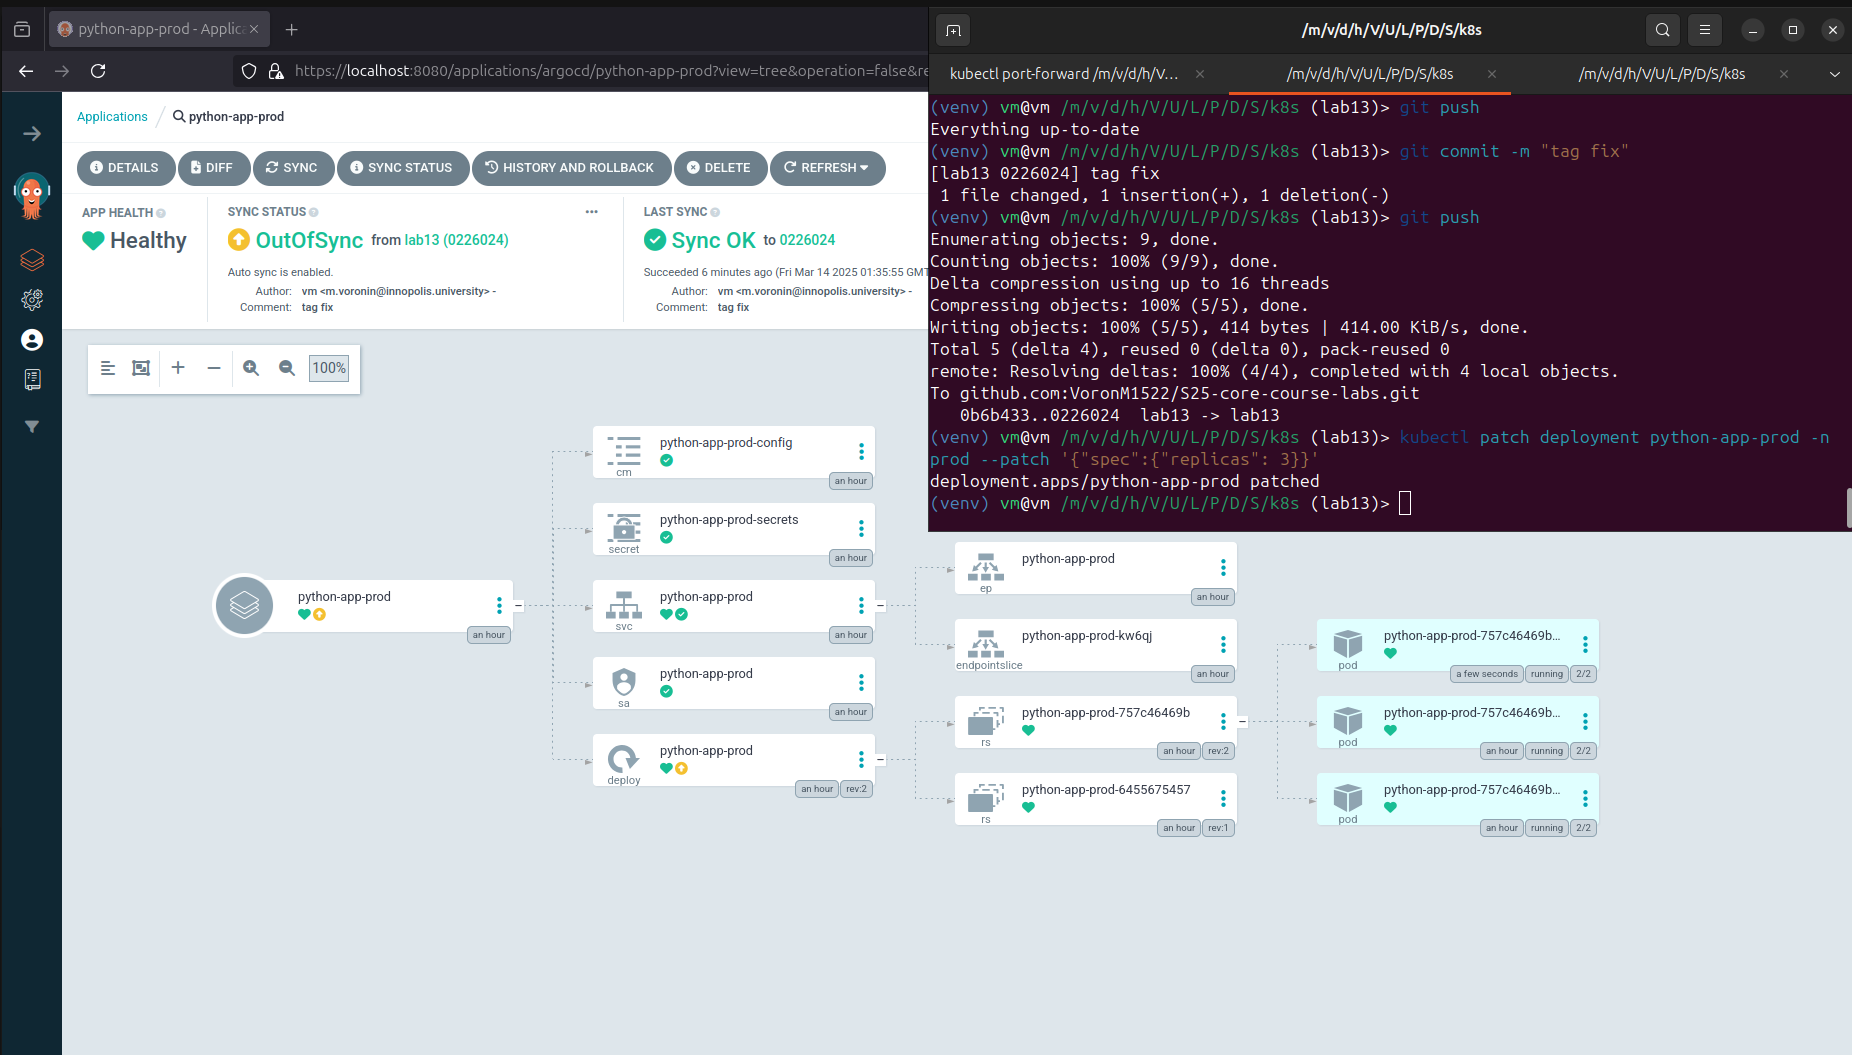 python-app-prod - Applic
https://localhost:8080/applications/argocd/python-app-prod?view=tree&operation=false&re
Applications / python-app-prod
DETAILS
DIFF
SYNC
SYNC STATUS
HISTORY AND ROLLBACK
DELETE
REFRESH
APP HEALTH
Healthy
SYNC STATUS
OutOfSync from lab13 (0226024)
Auto sync is enabled.
Author: vm <m.voronin@innopolis.university> -
Comment: tag fix
LAST SYNC
Sync OK to 0226024
Succeeded 6 minutes ago (Fri Mar 14 2025 01:35:55 GMT
Author: vm <m.voronin@innopolis.university> -
Comment: tag fix
100%
/m/v/d/h/V/U/L/P/D/S/k8s
kubectl port-forward /m/v/d/h/V...
/m/v/d/h/V/U/L/P/D/S/k8s
/m/v/d/h/V/U/L/P/D/S/k8s
(venv) vm@vm /m/v/d/h/V/U/L/P/D/S/k8s (lab13)> git push
Everything up-to-date
(venv) vm@vm /m/v/d/h/V/U/L/P/D/S/k8s (lab13)> git commit -m "tag fix"
[lab13 0226024] tag fix
1 file changed, 1 insertion(+), 1 deletion(-)
(venv) vm@vm /m/v/d/h/V/U/L/P/D/S/k8s (lab13)> git push
Enumerating objects: 9, done.
Counting objects: 100% (9/9), done.
Delta compression using up to 16 threads
Compressing objects: 100% (5/5), done.
Writing objects: 100% (5/5), 414 bytes | 414.00 KiB/s, done.
Total 5 (delta 4), reused 0 (delta 0), pack-reused 0
remote: Resolving deltas: 100% (4/4), completed with 4 local objects.
To github.com:VoronM1522/S25-core-course-labs.git
0b6b433..0226024 lab13 -> lab13
(venv) vm@vm /m/v/d/h/V/U/L/P/D/S/k8s (lab13)> kubectl patch deployment python-app-prod -n
prod --patch '{"spec":{"replicas": 3}}'
deployment.apps/python-app-prod patched
(venv) vm@vm /m/v/d/h/V/U/L/P/D/S/k8s (lab13)>
python-app-prod
an hour
python-app-prod-config
cm
an hour
python-app-prod-secrets
secret
an hour
python-app-prod
svc
an hour
python-app-prod
sa
an hour
python-app-prod
deploy
an hour
rev:2
python-app-prod
ep
an hour
python-app-prod-kw6qj
endpointslice
an hour
python-app-prod-757c46469b
rs
an hour
rev:2
python-app-prod-6455675457
rs
an hour
rev:1
python-app-prod-757c46469b...
pod
a few seconds
running
2/2
python-app-prod-757c46469b...
pod
an hour
running
2/2
python-app-prod-757c46469b...
pod
an hour
running
2/2